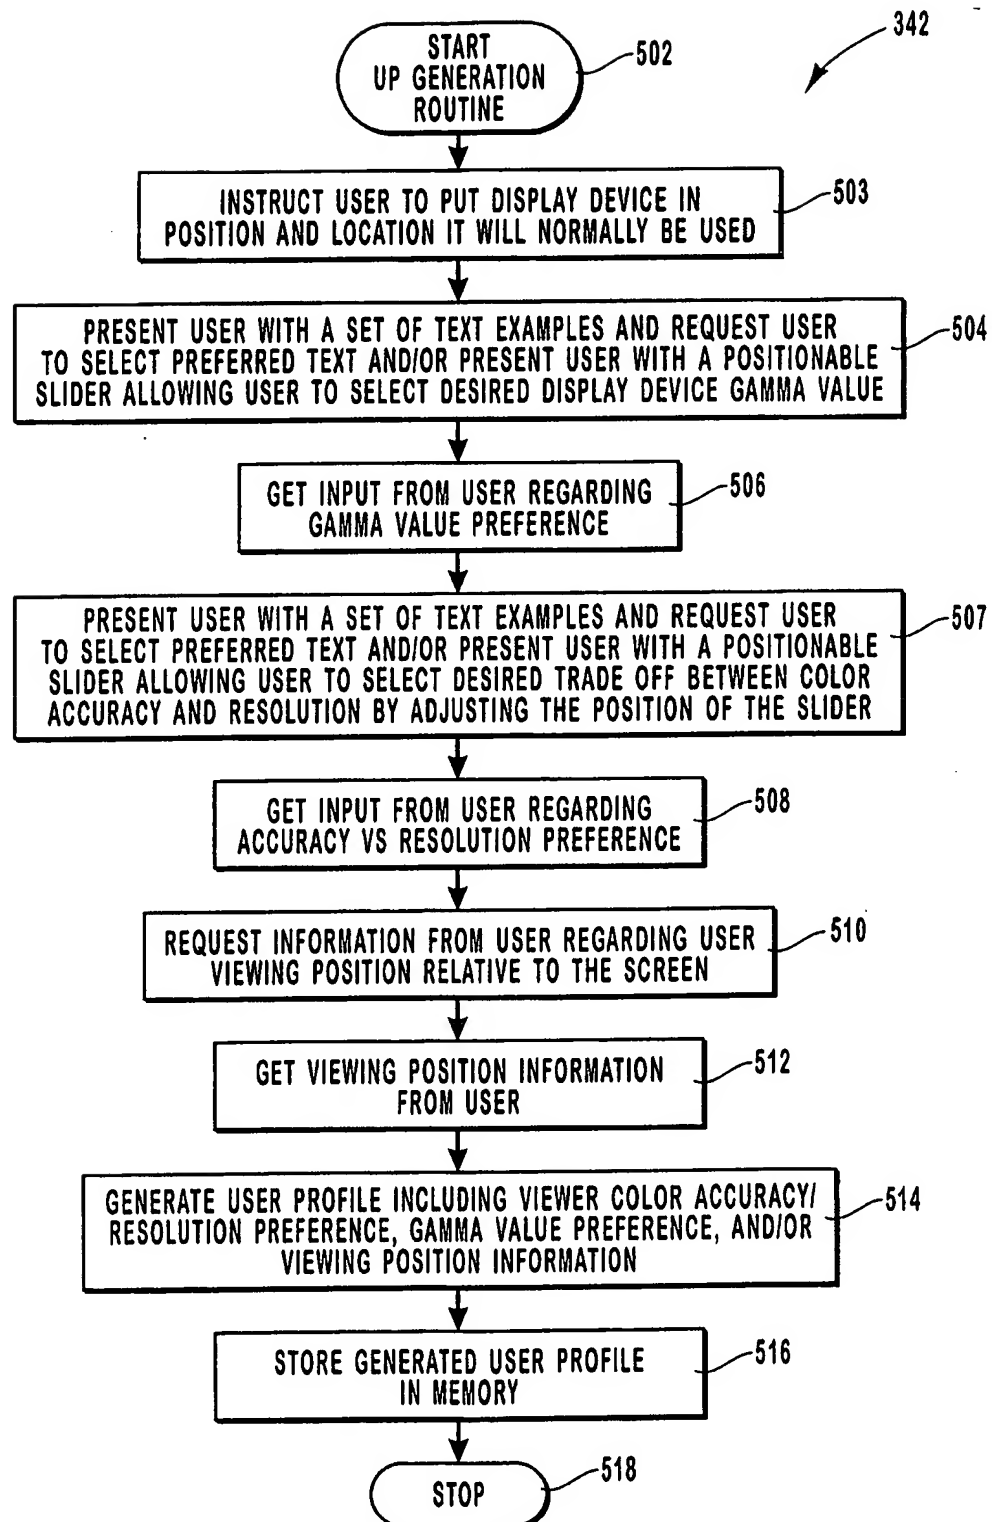 342
START
UP GENERATION
ROUTINE
502
INSTRUCT USER TO PUT DISPLAY DEVICE IN
POSITION AND LOCATION IT WILL NORMALLY BE USED
503
PRESENT USER WITH A SET OF TEXT EXAMPLES AND REQUEST USER
TO SELECT PREFERRED TEXT AND/OR PRESENT USER WITH A POSITIONABLE
SLIDER ALLOWING USER TO SELECT DESIRED DISPLAY DEVICE GAMMA VALUE
504
GET INPUT FROM USER REGARDING
GAMMA VALUE PREFERENCE
506
PRESENT USER WITH A SET OF TEXT EXAMPLES AND REQUEST USER
TO SELECT PREFERRED TEXT AND/OR PRESENT USER WITH A POSITIONABLE
SLIDER ALLOWING USER TO SELECT DESIRED TRADE OFF BETWEEN COLOR
ACCURACY AND RESOLUTION BY ADJUSTING THE POSITION OF THE SLIDER
507
GET INPUT FROM USER REGARDING
ACCURACY VS RESOLUTION PREFERENCE
508
REQUEST INFORMATION FROM USER REGARDING USER
VIEWING POSITION RELATIVE TO THE SCREEN
510
GET VIEWING POSITION INFORMATION
FROM USER
512
GENERATE USER PROFILE INCLUDING VIEWER COLOR ACCURACY/
RESOLUTION PREFERENCE, GAMMA VALUE PREFERENCE, AND/OR
VIEWING POSITION INFORMATION
514
STORE GENERATED USER PROFILE
IN MEMORY
516
STOP
518